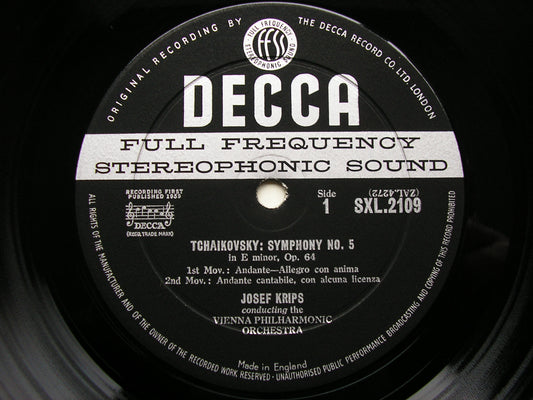 ORIGINAL RECORDING BY THE DECCA RECORD CO. LTD. LONDON
FULL FREQUENCY
FFSS
STEREOPHONIC SOUND
DECCA
FULL FREQUENCY
STEREOPHONIC SOUND
RECORDING FIRST
PUBLISHED 1959
DECCA
(REGD. TRADE MARK)
Side
1
(ZAL.4272)
SXL.2109
TCHAIKOVSKY: SYMPHONY NO. 5
in E minor, Op. 64
1st Mov.: Andante—Allegro con anima
2nd Mov.: Andante cantabile, con alcuna licenza
JOSEF KRIPS
conducting the
VIENNA PHILHARMONIC
ORCHESTRA
Made in England
ALL RIGHTS OF THE MANUFACTURER AND OF THE OWNER OF THE RECORDED WORK RESERVED · UNAUTHORISED PUBLIC PERFORMANCE BROADCASTING AND COPYING OF THIS RECORD PROHIBITED